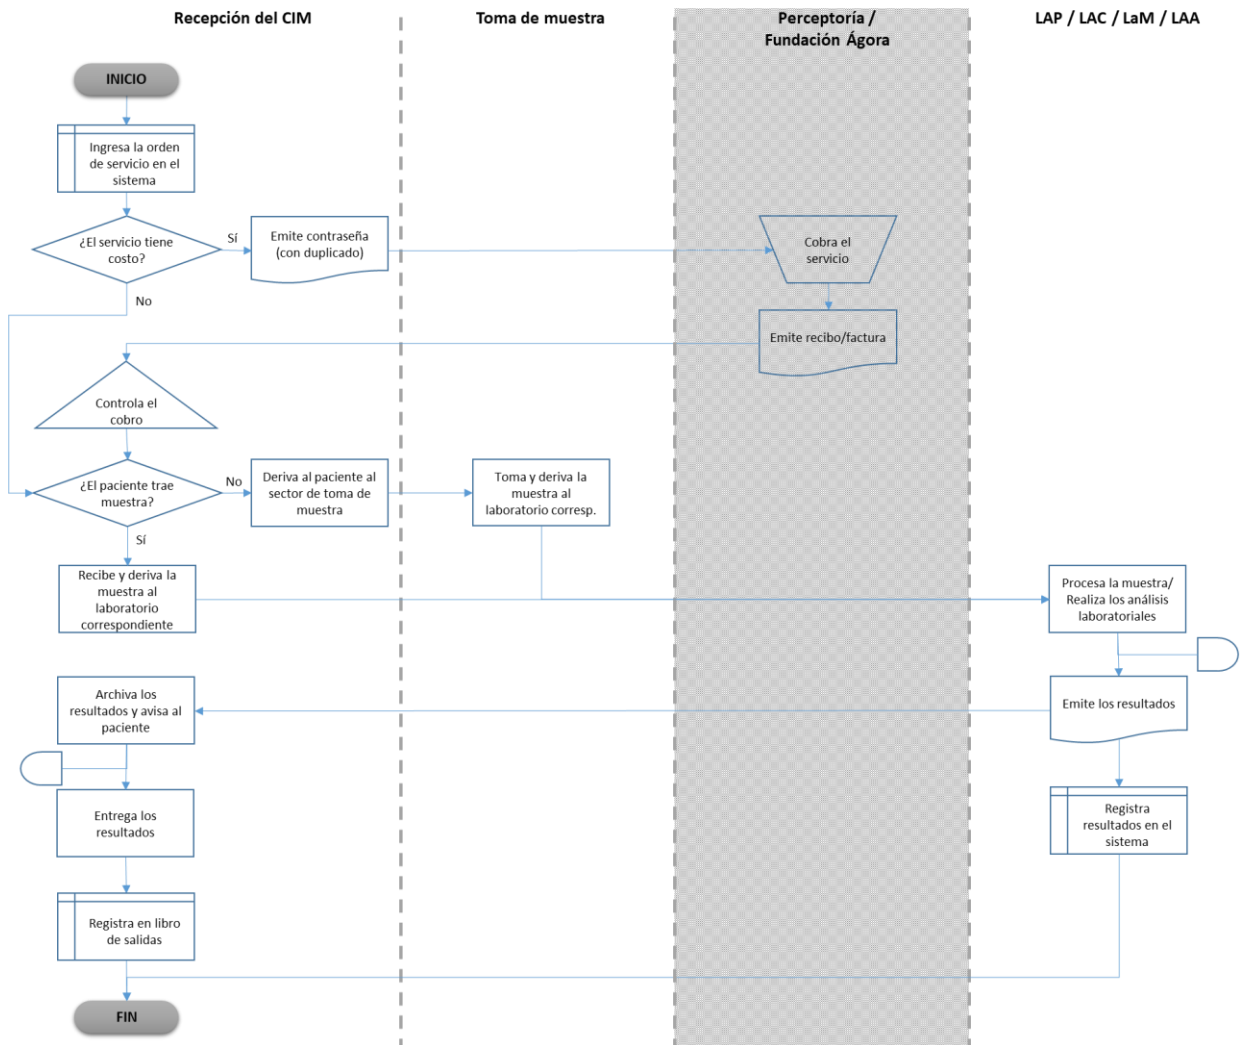 Recepción del CIM
Toma de muestra
Perceptoría /
Fundación Ágora
LAP / LAC / LaM / LAA
INICIO
Ingresa la orden
de servicio en el
sistema
¿El servicio tiene
costo?
Sí
Emite contraseña
(con duplicado)
Cobra el
servicio
No
Emite recibo/factura
Controla el
cobro
¿El paciente trae
muestra?
No
Deriva al paciente al
sector de toma de
muestra
Toma y deriva la
muestra al
laboratorio corresp.
Sí
Recibe y deriva la
muestra al
laboratorio
correspondiente
Procesa la muestra/
Realiza los análisis
laboratoriales
Archiva los
resultados y avisa al
paciente
Emite los resultados
Entrega los
resultados
Registra
resultados en el
sistema
Registra en libro
de salidas
FIN